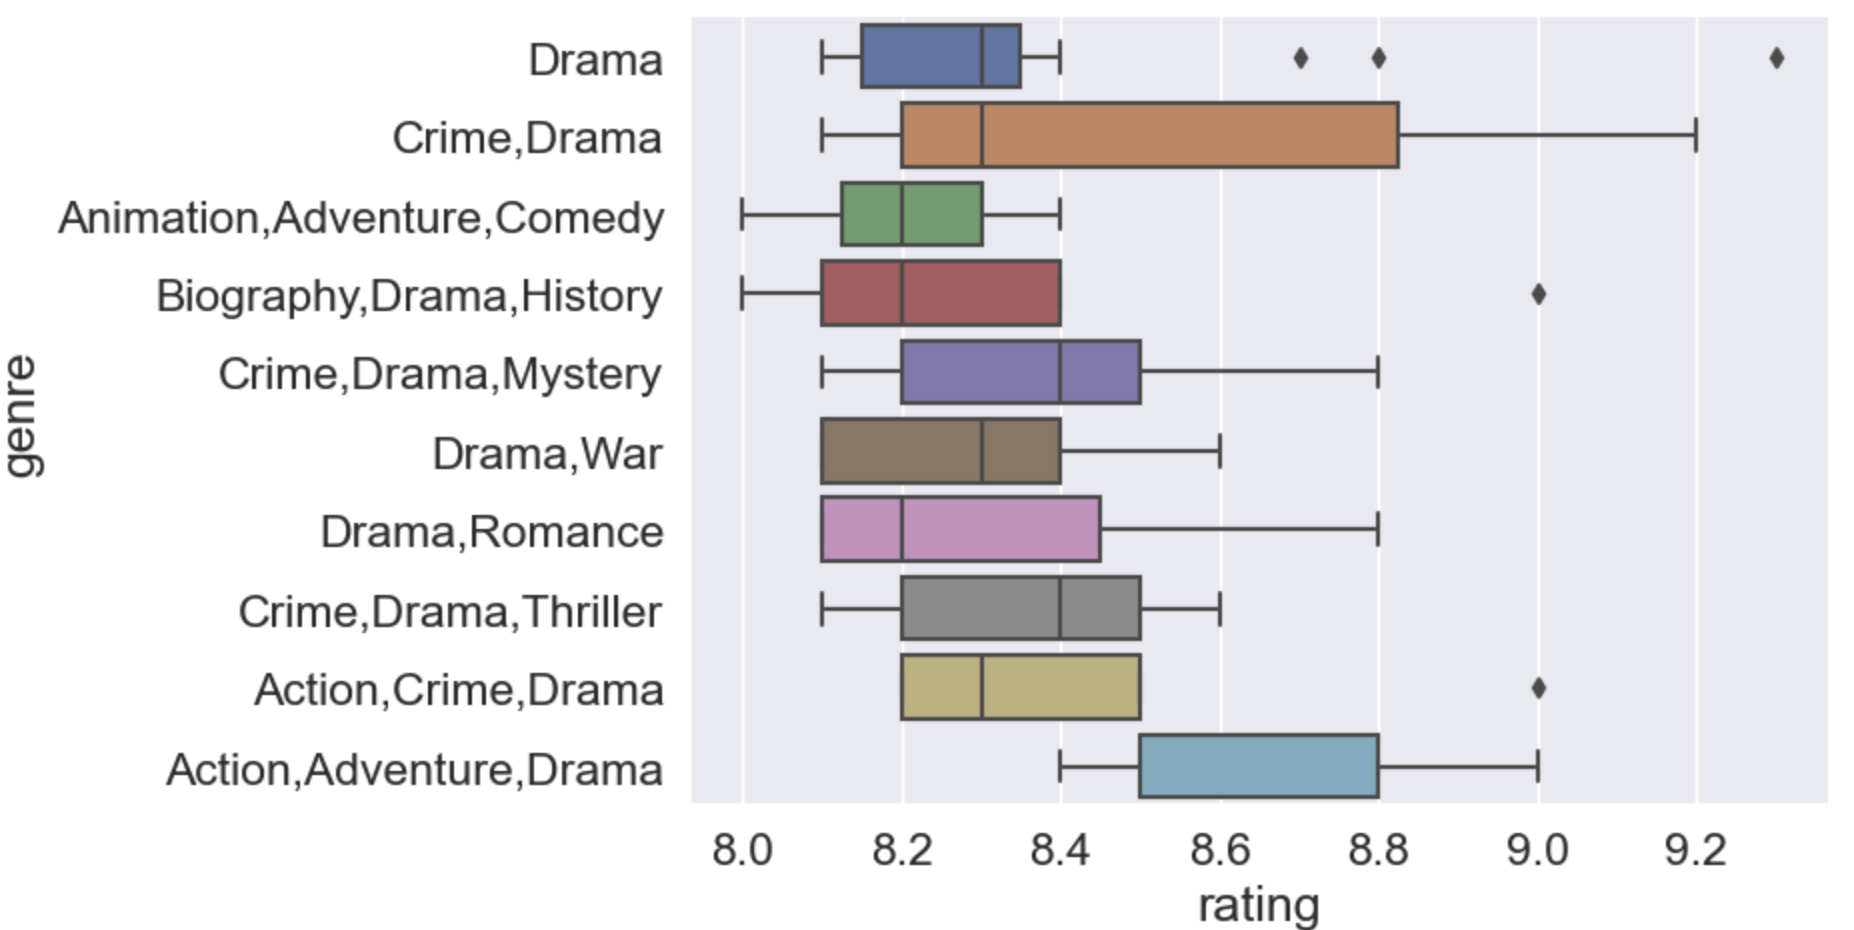 Drama
Crime,Drama
Animation,Adventure,Comedy
Biography,Drama,History
Crime,Drama,Mystery
Drama,War
Drama,Romance
Crime,Drama,Thriller
Action,Crime,Drama
Action,Adventure,Drama
genre
8.0 8.2 8.4 8.6 8.8 9.0 9.2
rating